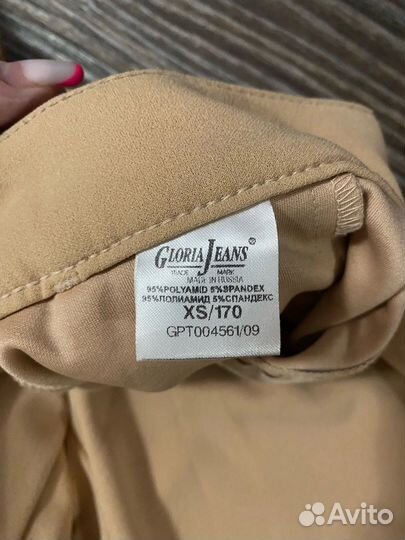 GLORIA JEANS®
TRADE MARK
MADE IN RUSSIA
95%POLYAMID 5%SPANDEX
95%ПОЛИАМИД 5%СПАНДЕКС
XS/170
GPT004561/09
Avito